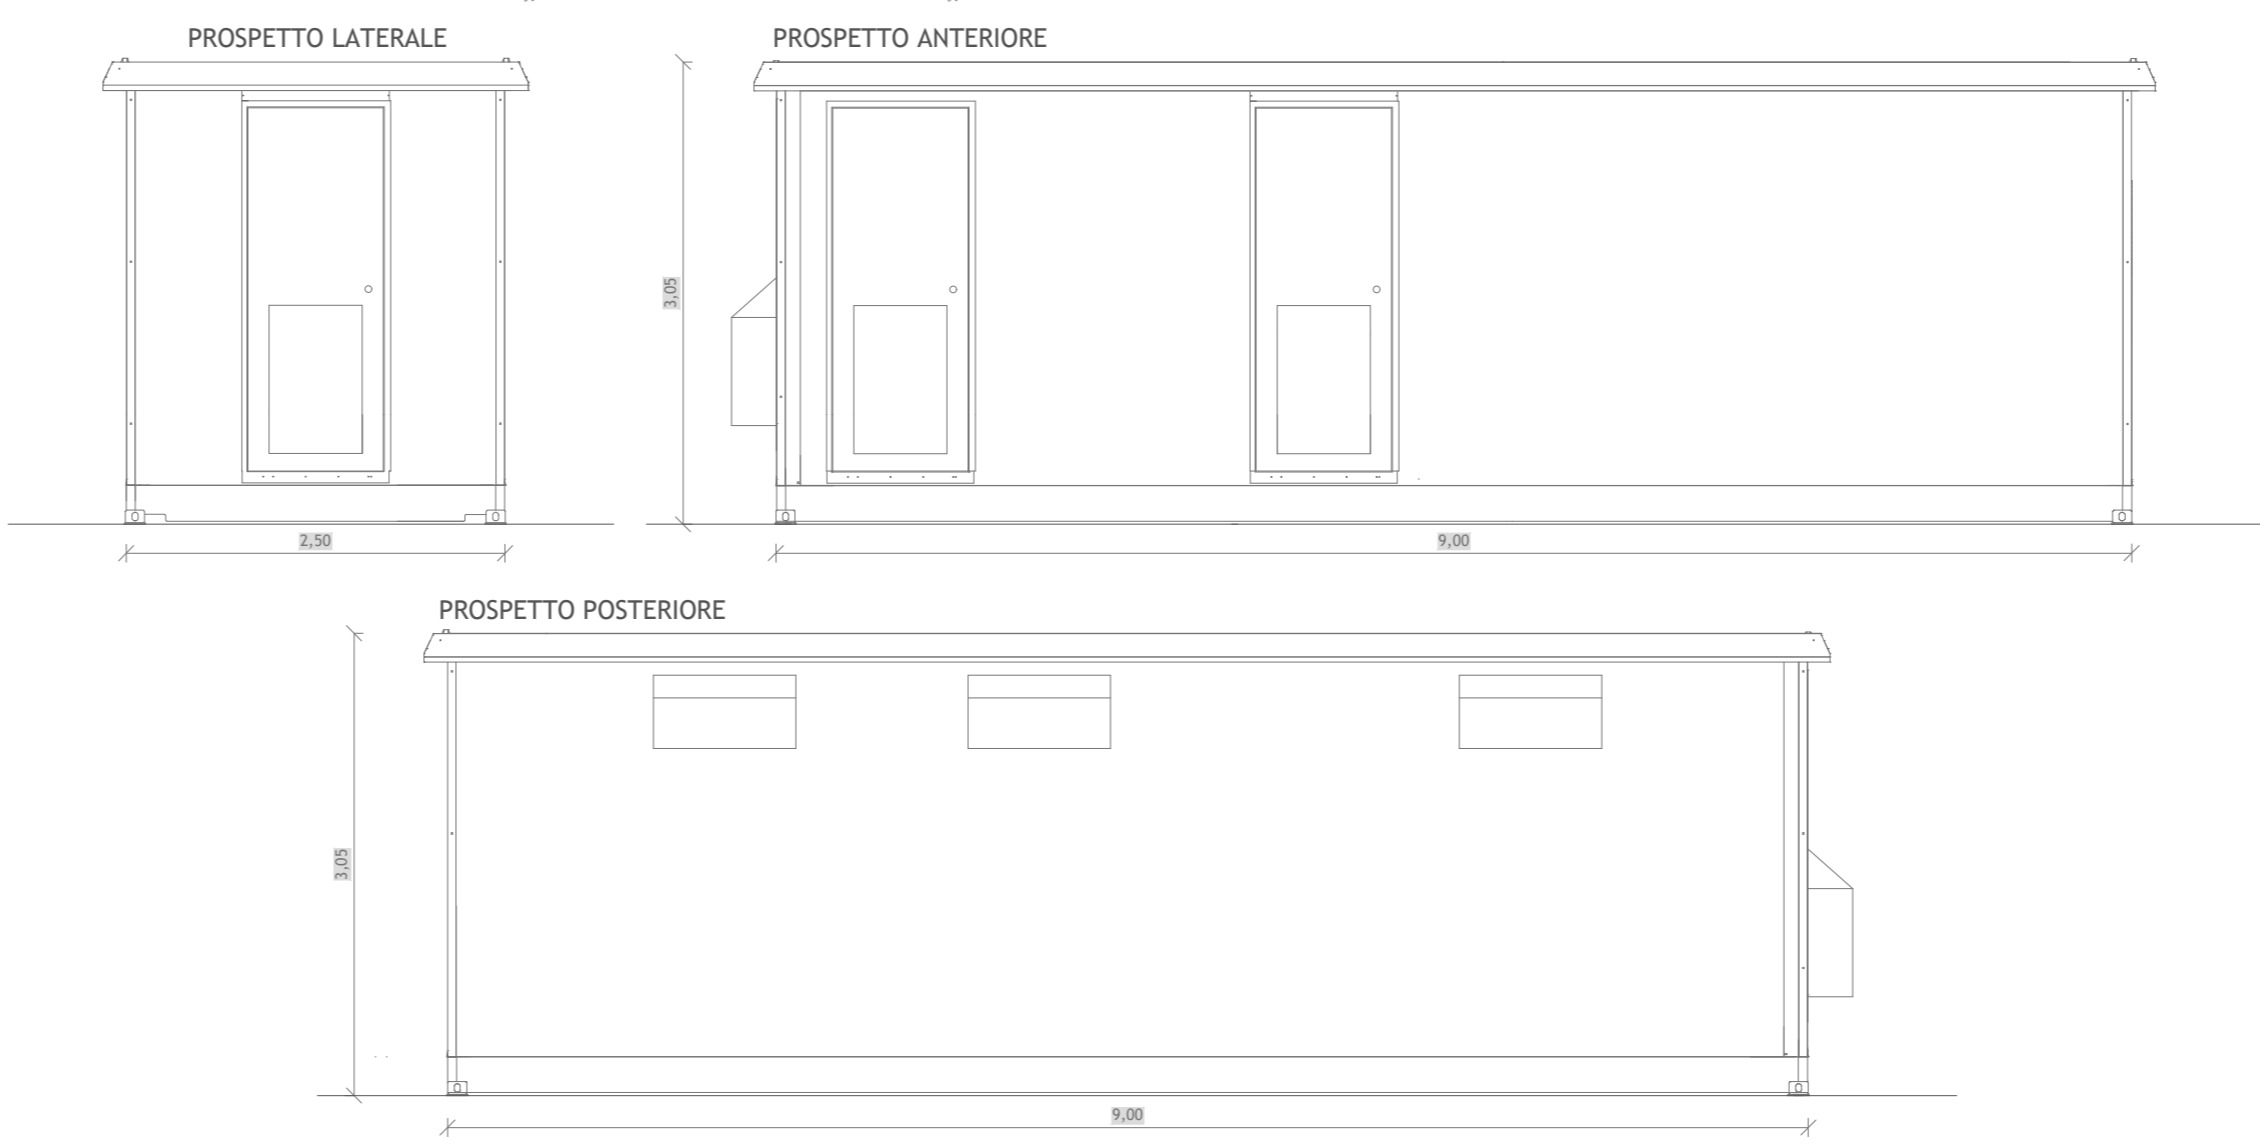 PROSPETTO LATERALE
PROSPETTO ANTERIORE
3,05
2,50
9,00
PROSPETTO POSTERIORE
3,05
9,00